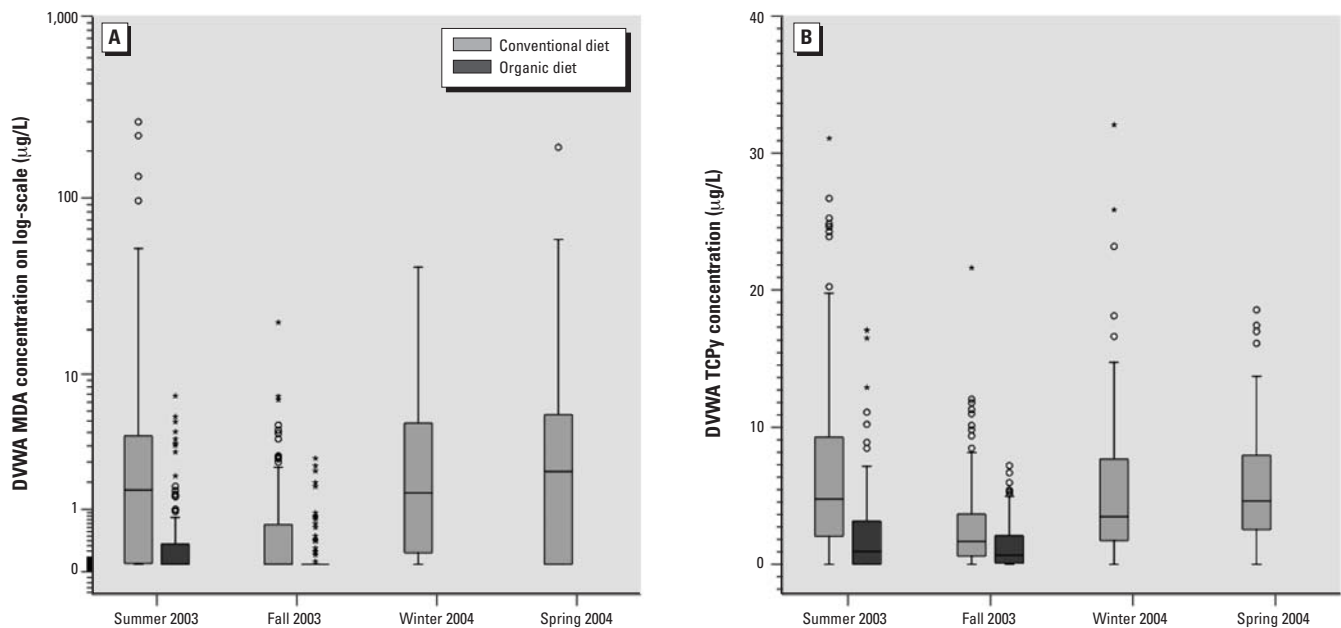 A
Conventional diet
Organic diet
DVWA MDA concentration on log-scale (µg/L)
1,000
100
10
1
0
Summer 2003
Fall 2003
Winter 2004
Spring 2004
B
DVWA TCPy concentration (µg/L)
40
30
20
10
0
Summer 2003
Fall 2003
Winter 2004
Spring 2004